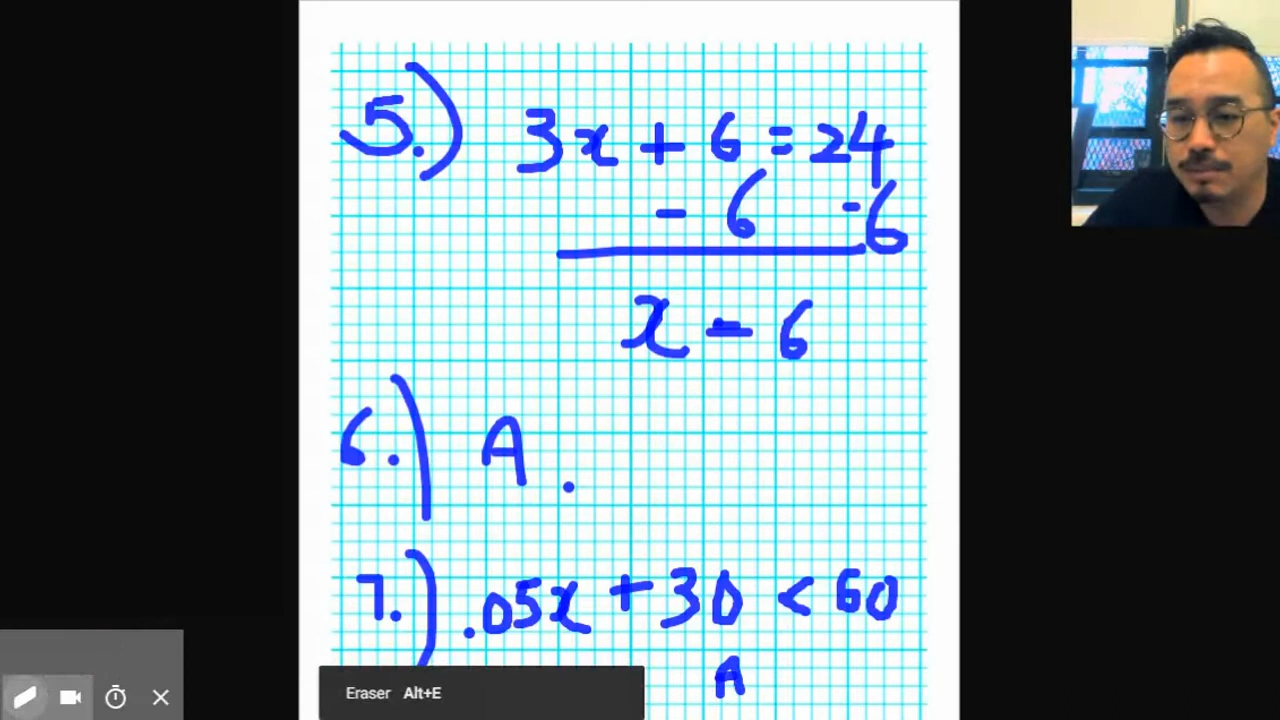 5.) 3x + 6 = 24
- 6 -6
x = 6
6.) A.
7.) .05x + 30 < 60
A
Eraser Alt+E